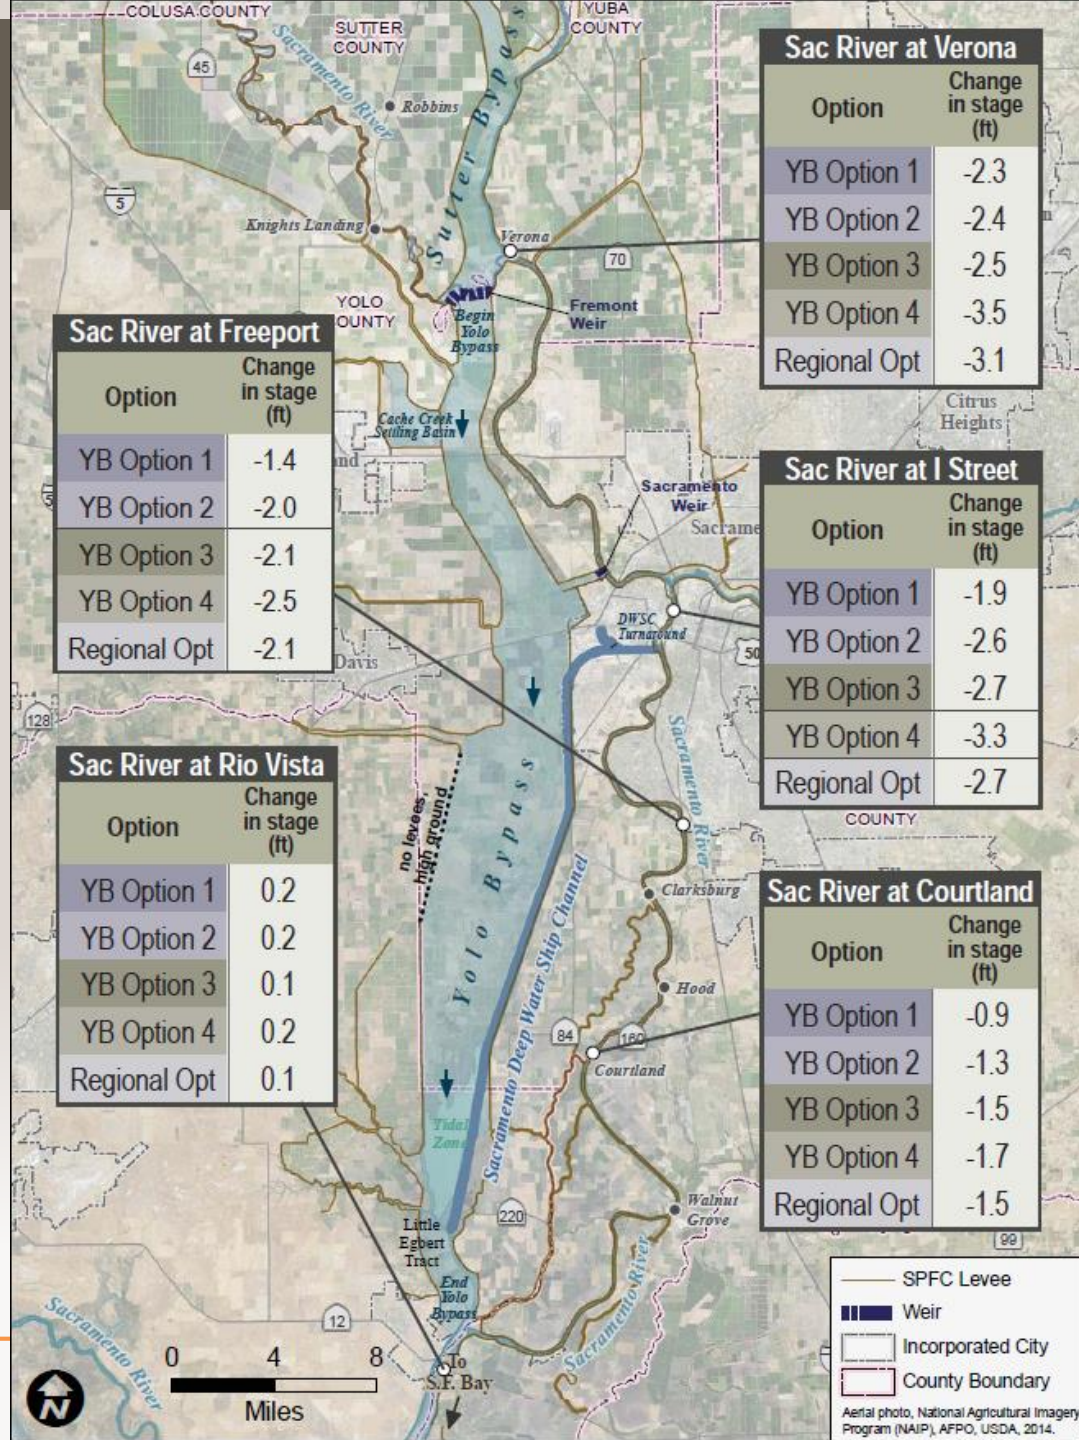 COLUSA COUNTY
SUTTER
COUNTY
YUBA
COUNTY
45
Sacramento River
Robbins
Sutter Bypass
5
Knights Landing
Verona
70
Fremont
Weir
YOLO
OUNTY
Begin
Yolo
Bypass
Sac River at Verona
Option
Change
in stage
(ft)
YB Option 1 -2.3
YB Option 2 -2.4
YB Option 3 -2.5
YB Option 4 -3.5
Regional Opt -3.1
Sac River at Freeport
Option
Change
in stage
(ft)
YB Option 1 -1.4
YB Option 2 -2.0
YB Option 3 -2.1
YB Option 4 -2.5
Regional Opt -2.1
Cache Creek
Settling Basin
nd
5
Citrus
Heights
Sacramento
Weir
Sacrame
Sac River at I Street
Option
Change
in stage
(ft)
YB Option 1 -1.9
YB Option 2 -2.6
YB Option 3 -2.7
YB Option 4 -3.3
Regional Opt -2.7
DWSC
Turnaround
50
Davis
128
Sacramento River
COUNTY
Sac River at Rio Vista
Option
Change
in stage
(ft)
YB Option 1 0.2
YB Option 2 0.2
YB Option 3 0.1
YB Option 4 0.2
Regional Opt 0.1
no levees,
high ground
Yolo Bypass
Sacramento Deep Water Ship Channel
Clarksburg
Hood
84
160
Courtland
Sac River at Courtland
Option
Change
in stage
(ft)
YB Option 1 -0.9
YB Option 2 -1.3
YB Option 3 -1.5
YB Option 4 -1.7
Regional Opt -1.5
Tidal
Zone
Little
Egbert
Tract
220
Walnut
Grove
99
End
Yolo
Bypass
12
Sacramento River
Sacramento River
To
S.F. Bay
N
0 4 8
Miles
SPFC Levee
Weir
Incorporated City
County Boundary
Aerial photo, National Agricultural Imagery
Program (NAIP), AFPO, USDA, 2014.